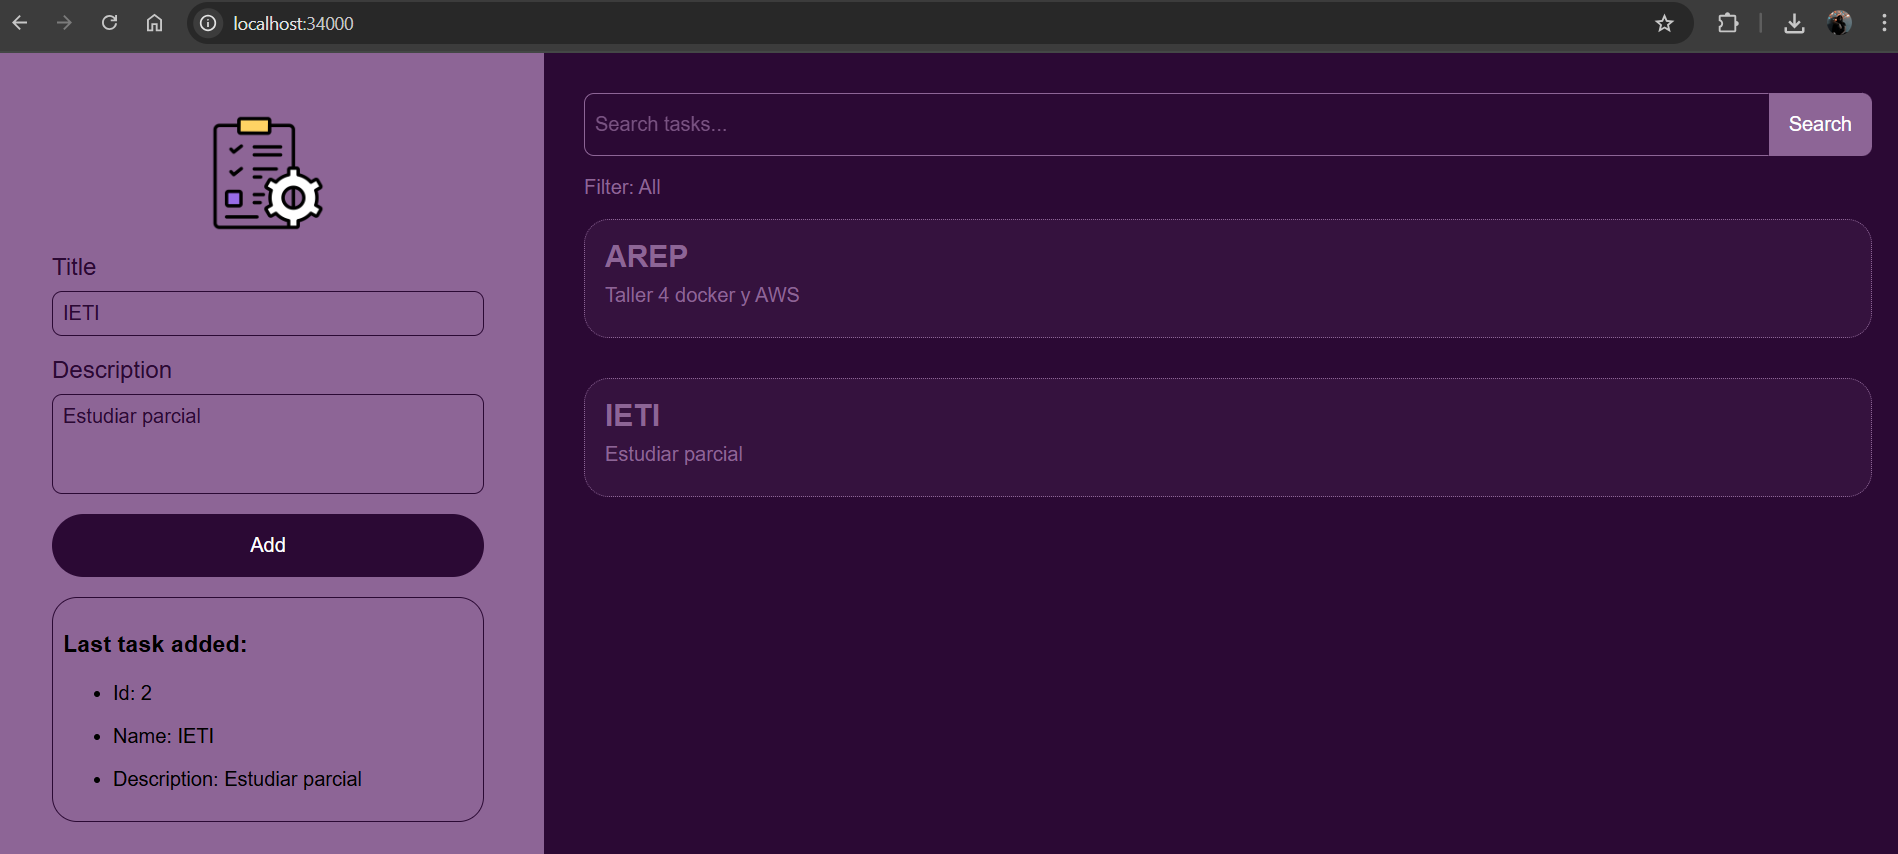 localhost:34000
Title
IETI
Description
Estudiar parcial
Add
Last task added:
• Id: 2
• Name: IETI
• Description: Estudiar parcial
Search tasks...
Search
Filter: All
AREP
Taller 4 docker y AWS
IETI
Estudiar parcial